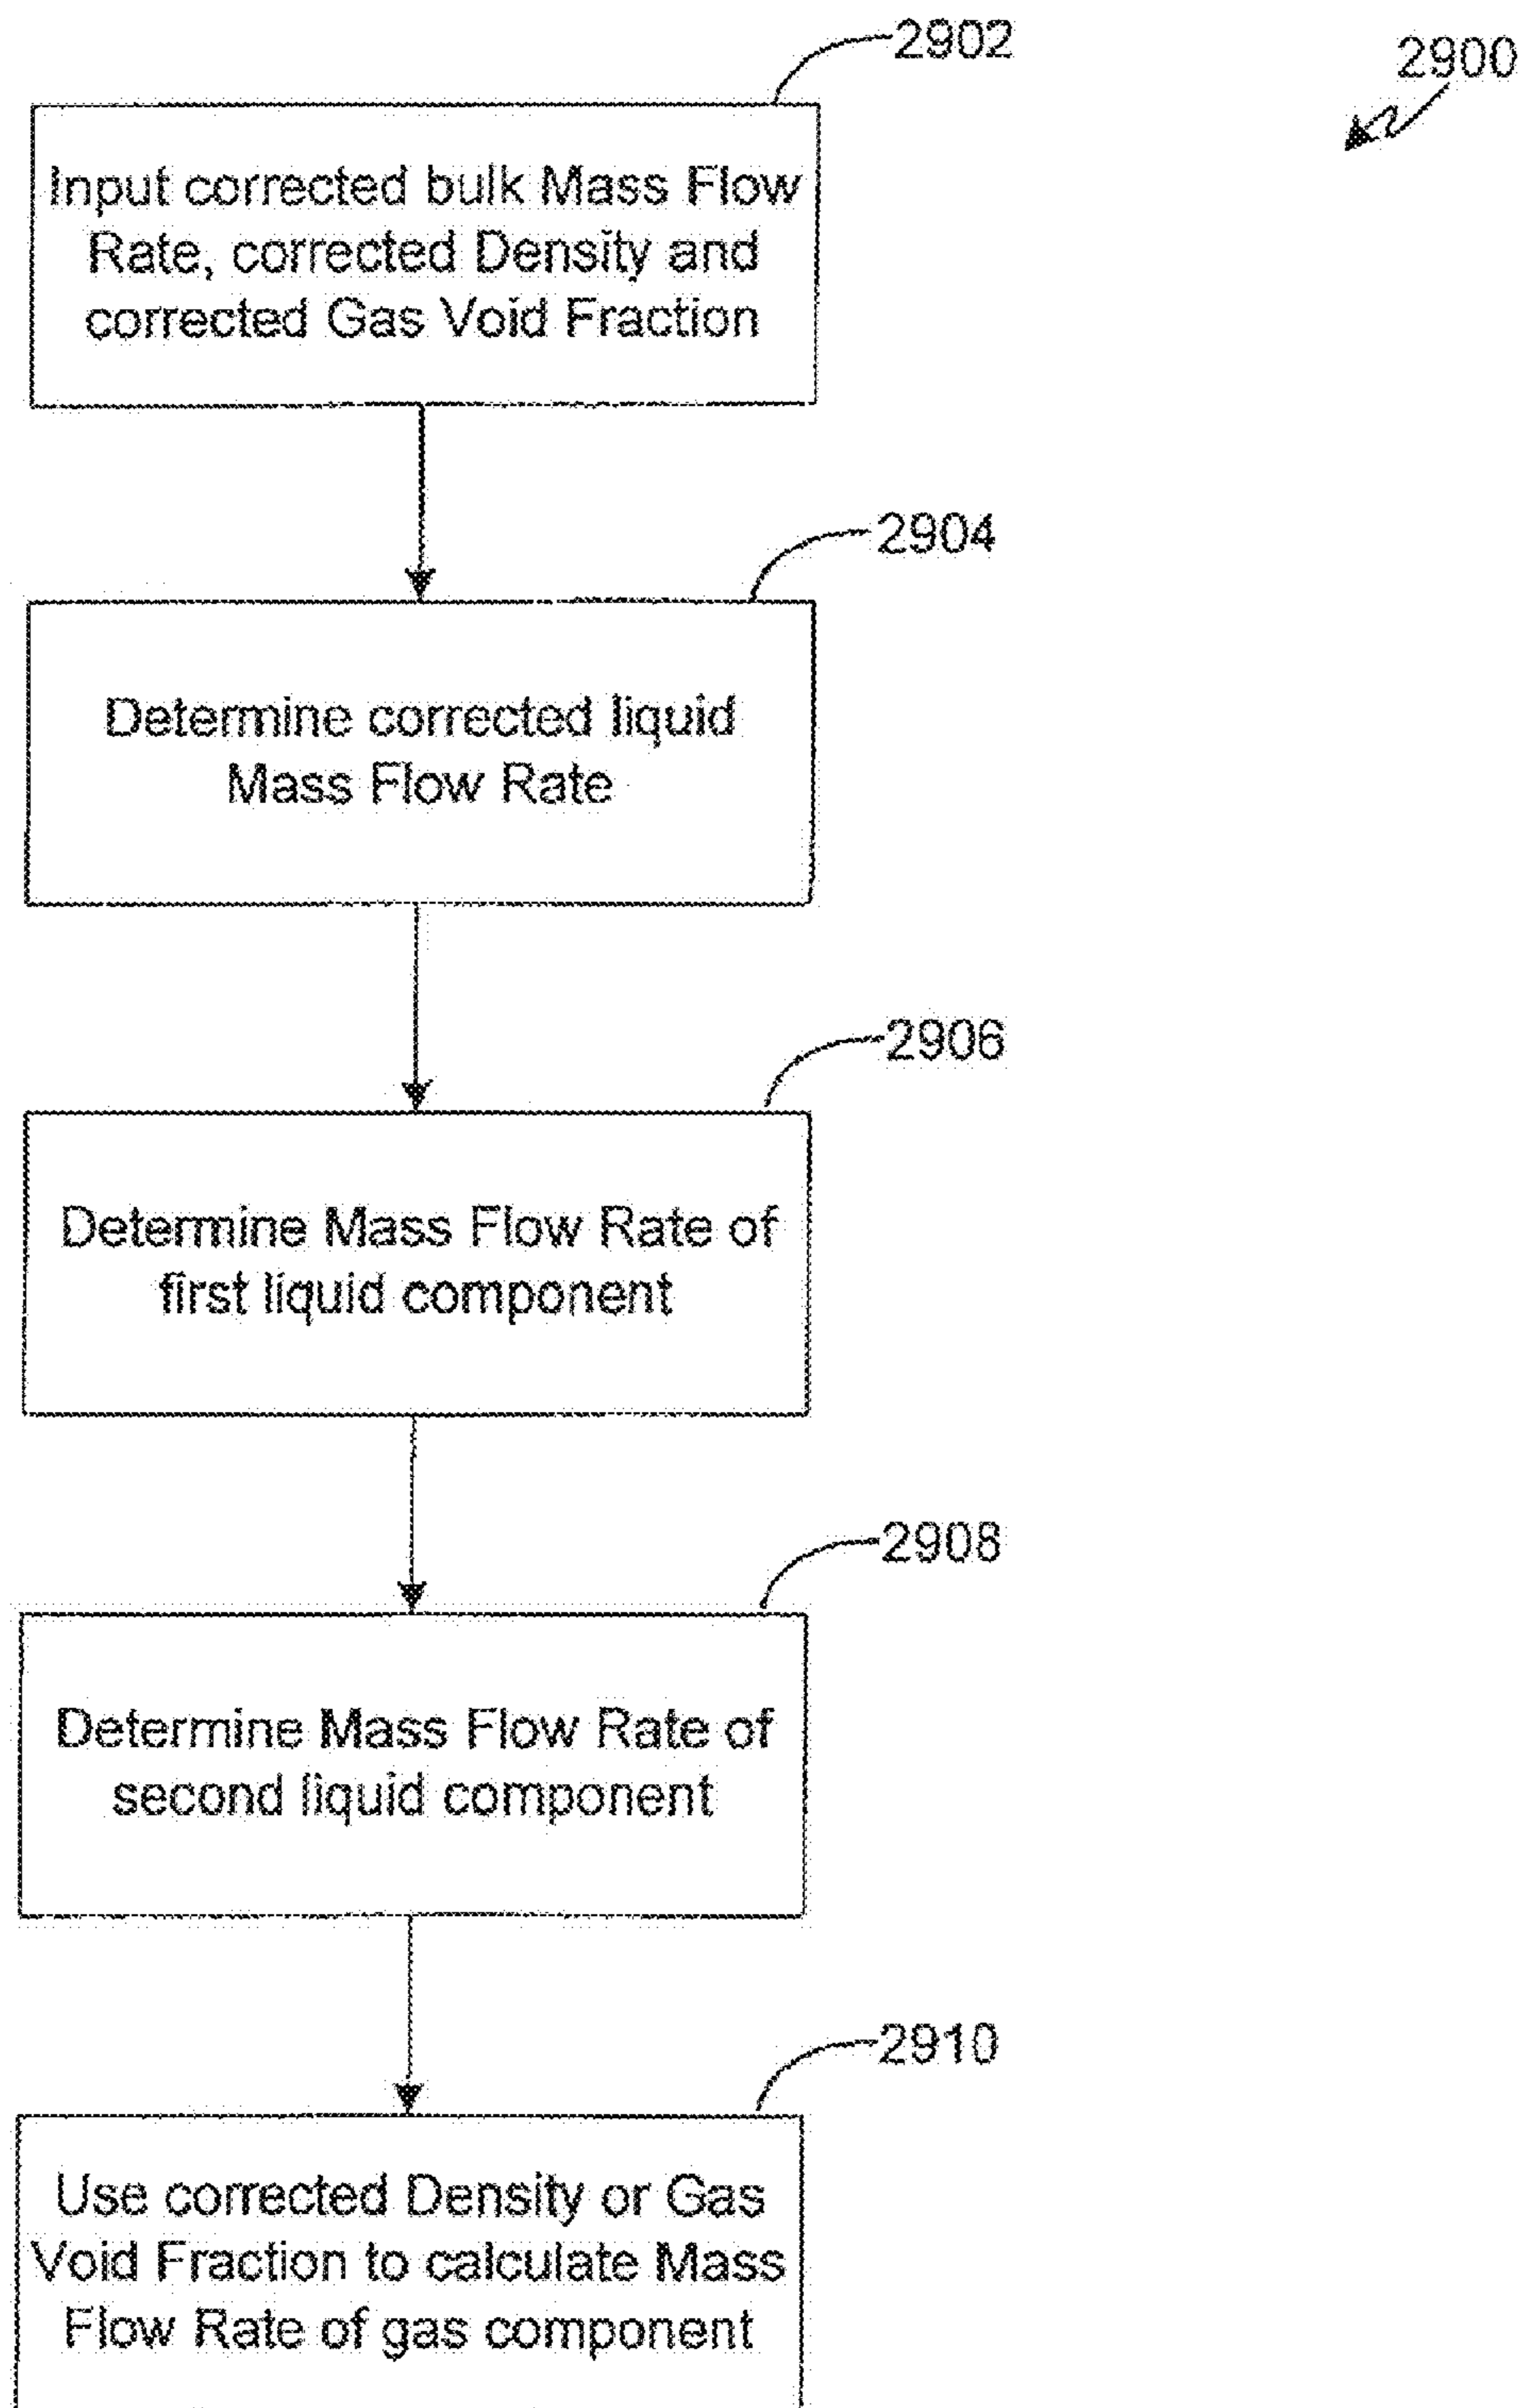 2902
2900
Input corrected bulk Mass Flow
Rate, corrected Density and
corrected Gas Void Fraction
2904
Determine corrected liquid
Mass Flow Rate
2906
Determine Mass Flow Rate of
first liquid component
2908
Determine Mass Flow Rate of
second liquid component
2910
Use corrected Density or Gas
Void Fraction to calculate Mass
Flow Rate of gas component